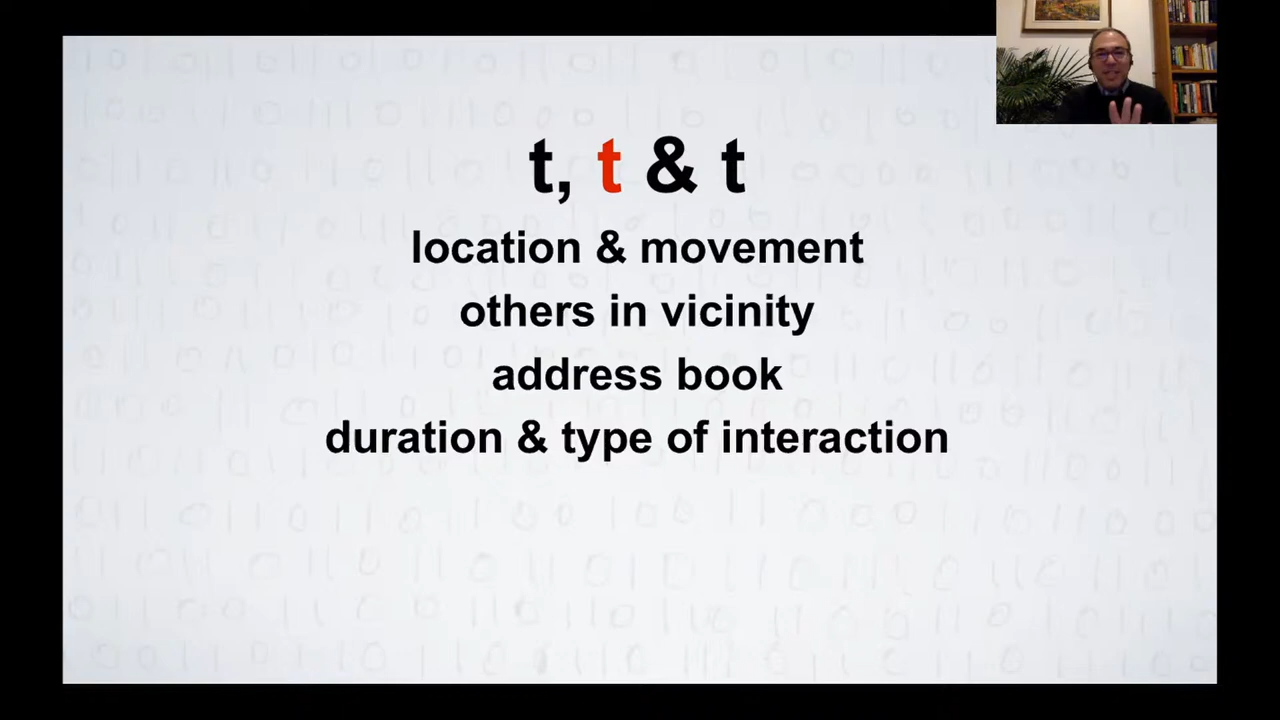 t, t & t
location & movement
others in vicinity
address book
duration & type of interaction